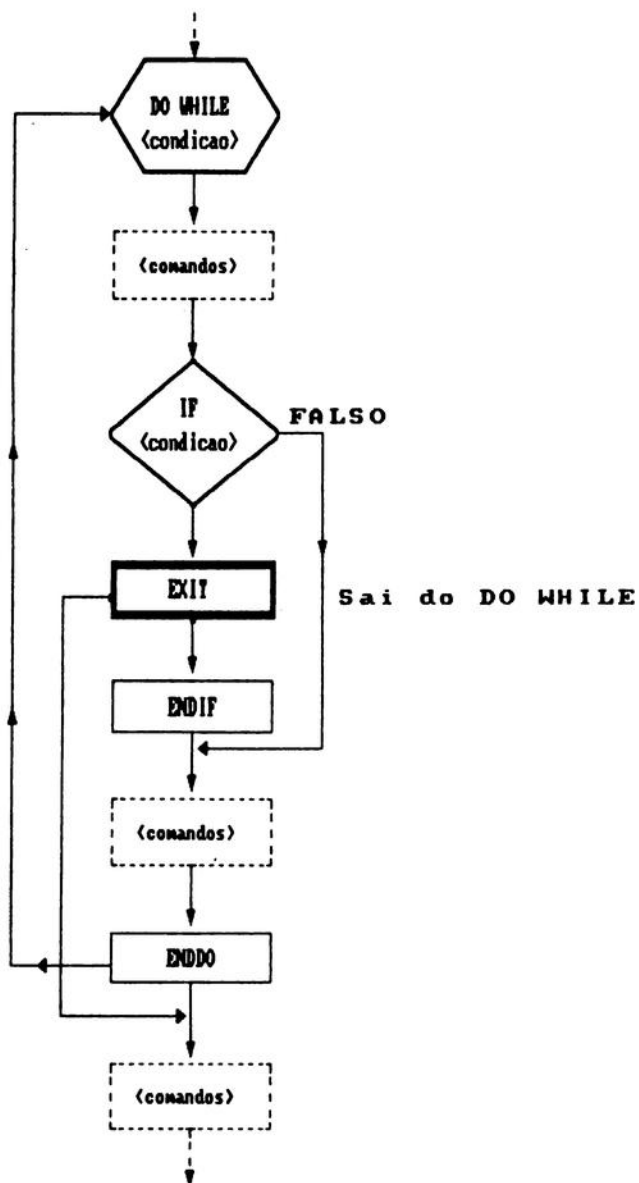 DO WHILE
<condicao>
<comandos>
IF
<condicao>
FALSO
EXIT
Sai do DO WHILE
ENDIF
<comandos>
ENDDO
<comandos>